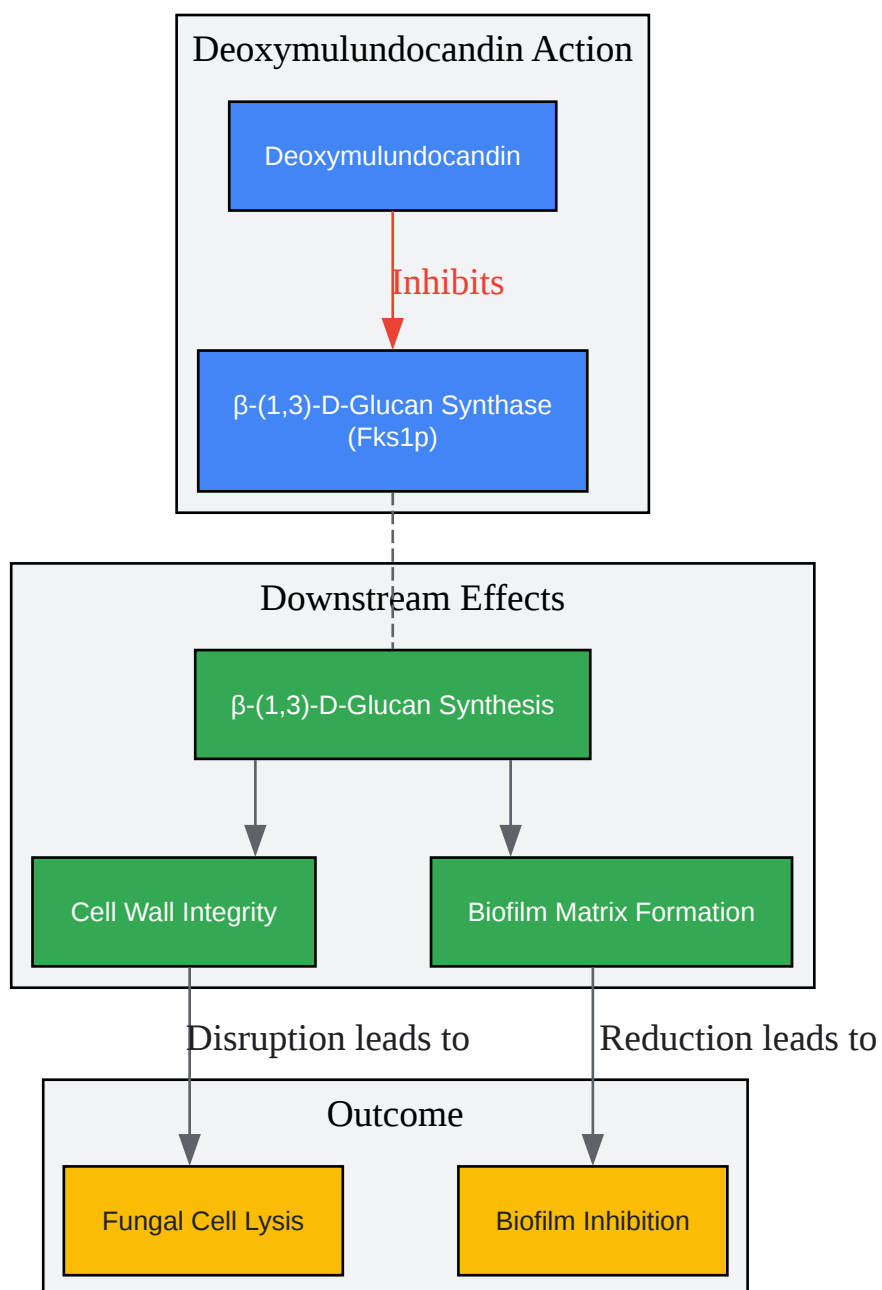 Deoxymulundocandin Action
Deoxymulundocandin
Inhibits
β-(1,3)-D-Glucan Synthase
(Fks1p)
Downstream Effects
β-(1,3)-D-Glucan Synthesis
Cell Wall Integrity
Biofilm Matrix Formation
Disruption leads to
Reduction leads to
Outcome
Fungal Cell Lysis
Biofilm Inhibition